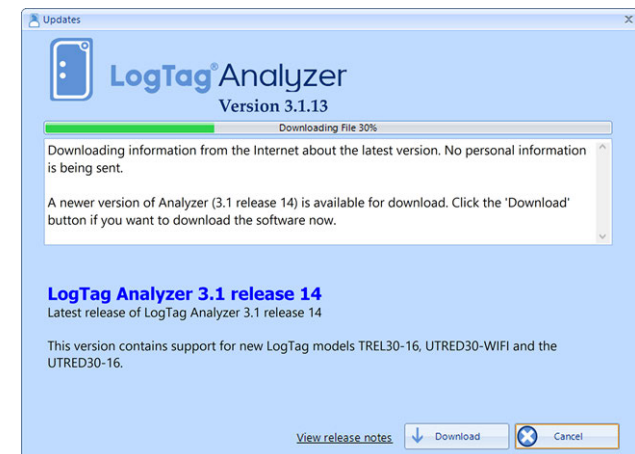 Updates
LogTag® Analyzer
Version 3.1.13
Downloading File 30%
Downloading information from the Internet about the latest version. No personal information
is being sent.
A newer version of Analyzer (3.1 release 14) is available for download. Click the 'Download'
button if you want to download the software now.
LogTag Analyzer 3.1 release 14
Latest release of LogTag Analyzer 3.1 release 14
This version contains support for new LogTag models TREL30-16, UTRED30-WIFI and the
UTRED30-16.
View release notes
Download
Cancel